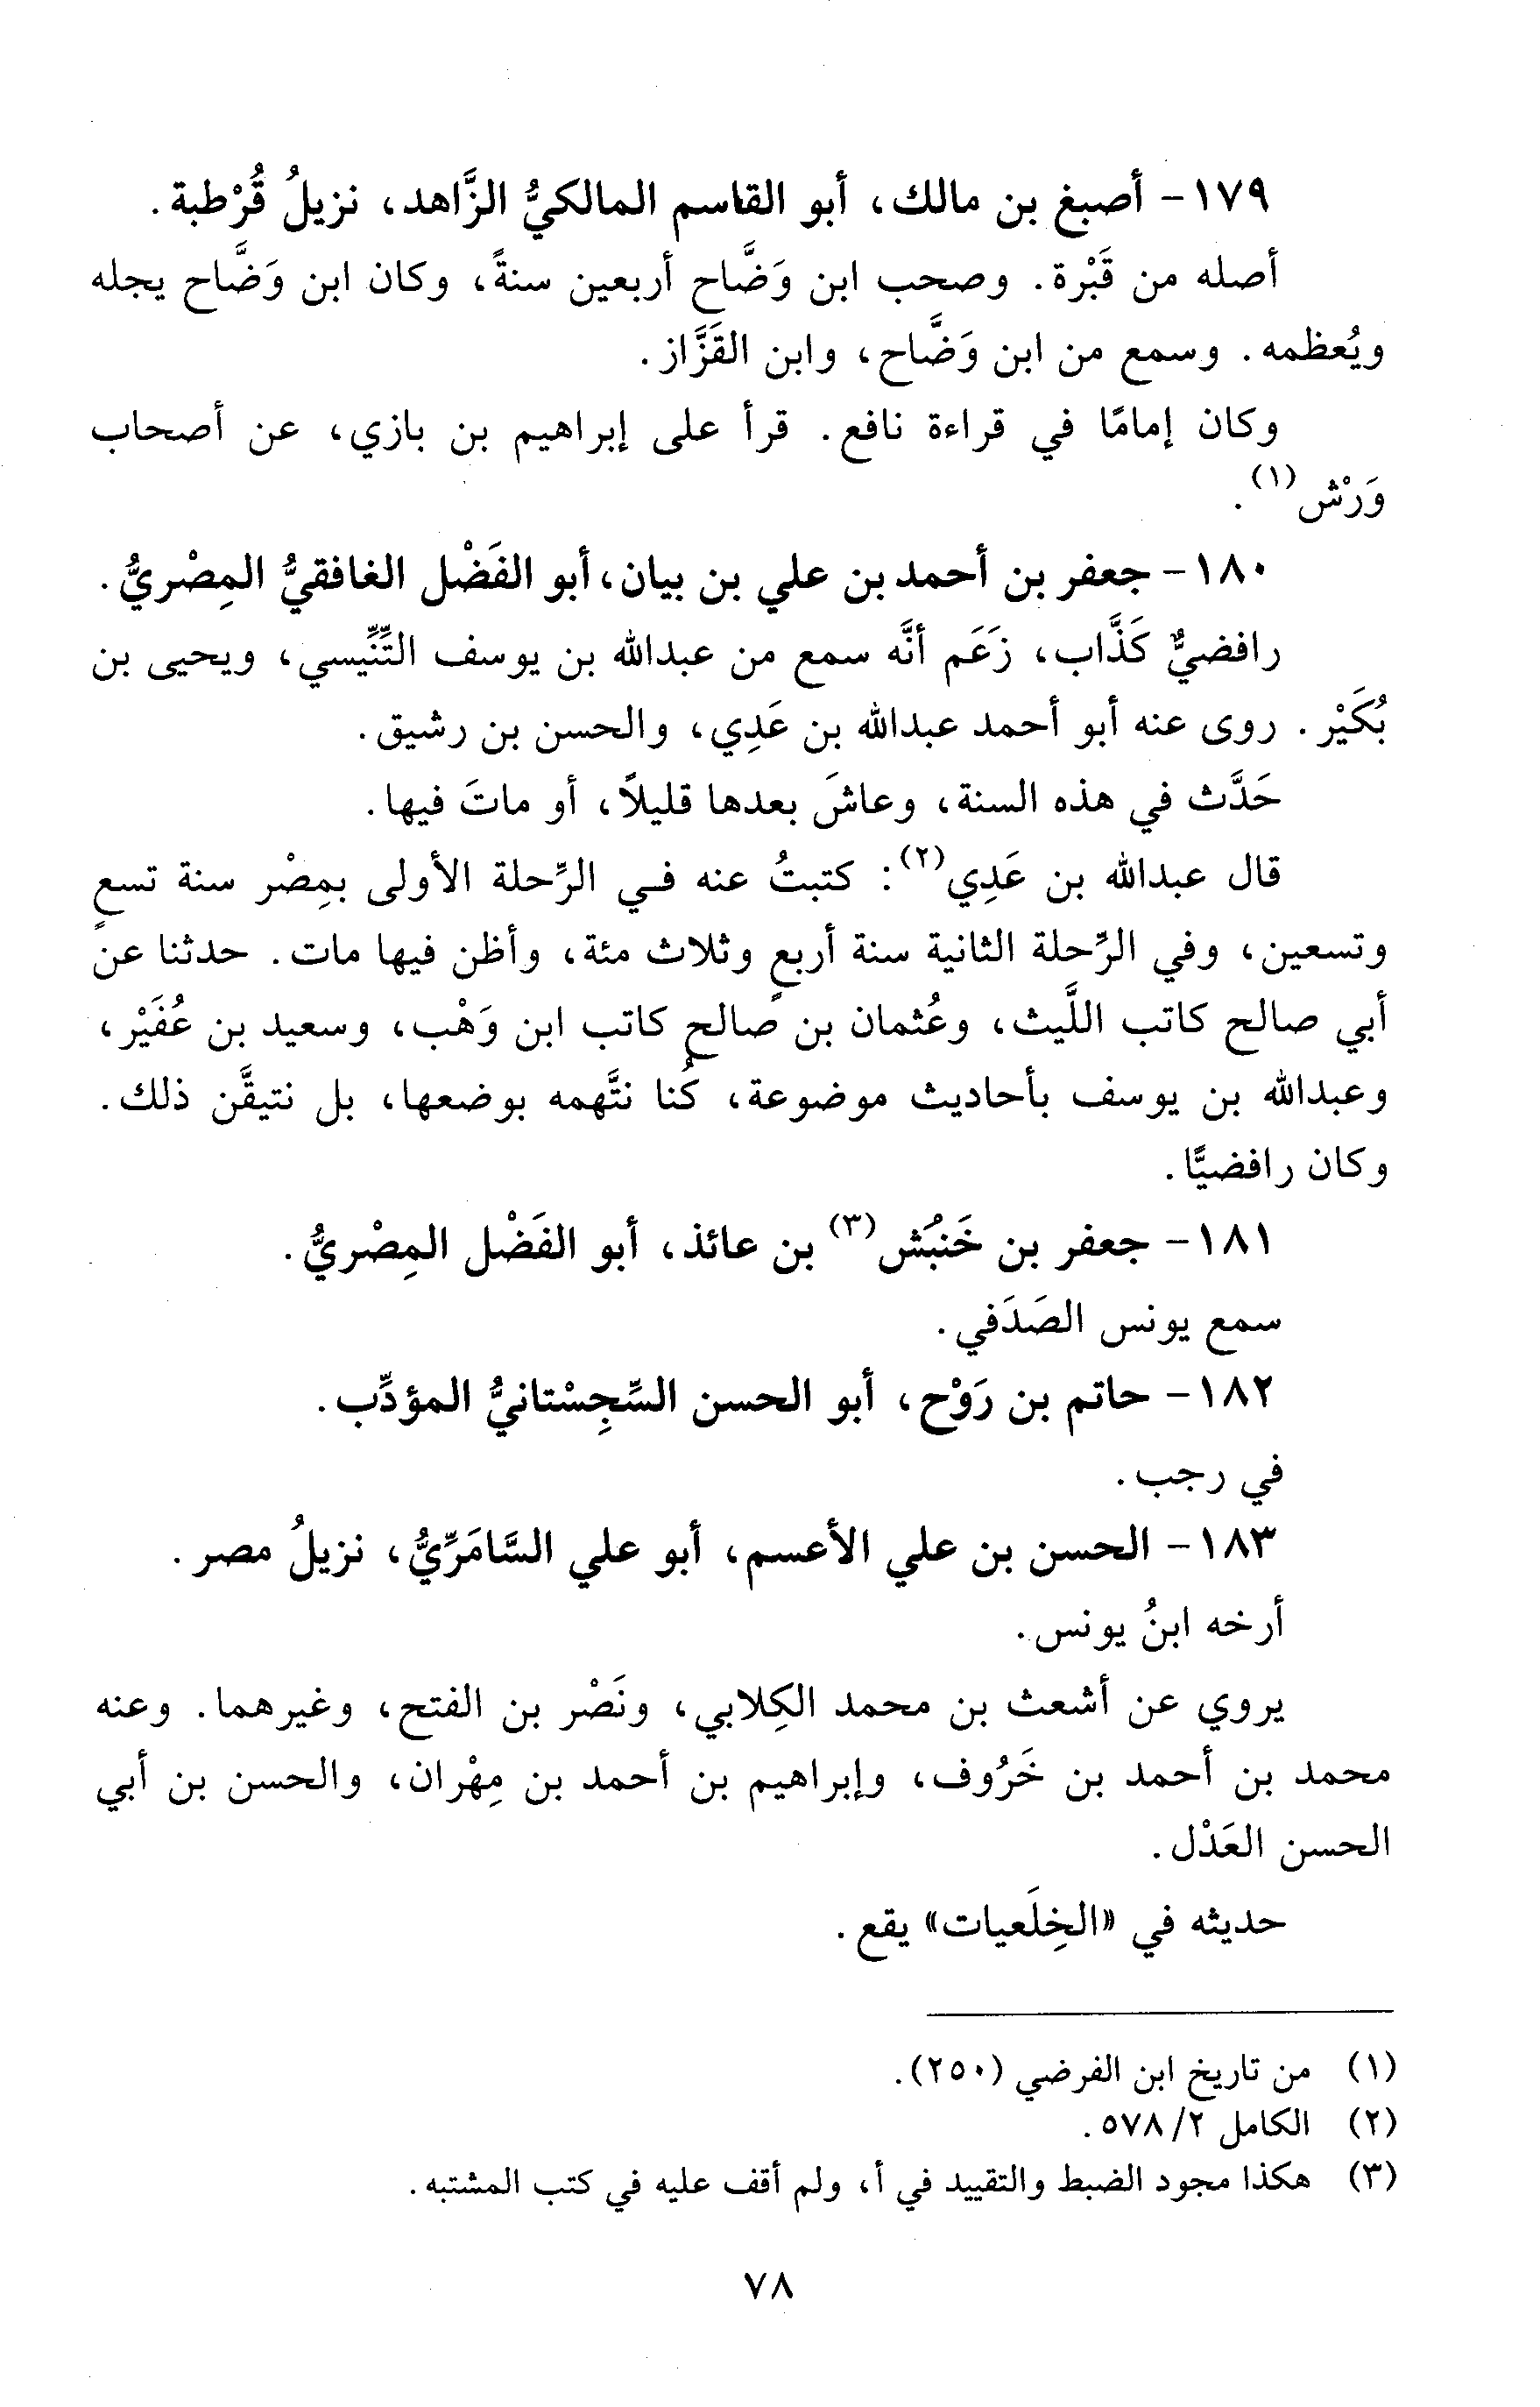 ١٧٩- أصبغ بن مالك، أبو القاسم المالكيُّ الزَّاهد، نزيلُ قُرْطبة.
أصله من قَبْرة. وصحب ابن وَضَّاح أربعين سنةً، وكان ابن وَضَّاح يجله
ويُعظمه. وسمع من ابن وَضَّاح، وابن القَزَّاز.
وكان إمامًا في قراءة نافع. قرأ على إبراهيم بن بازي، عن أصحاب
وَرْش(١).
١٨٠- جعفر بن أحمد بن علي بن بيان، أبو الفَضْل الغافقيُّ المِصْريُّ.
رافضيٌّ كَذَّاب، زَعَم أنَّه سمع من عبدالله بن يوسف التِّنِّيسي، ويحيى بن
بُكَيْر. روى عنه أبو أحمد عبدالله بن عَدِي، والحسن بن رشيق.
حَدَّث في هذه السنة، وعاشَ بعدها قليلاً، أو ماتَ فيها.
قال عبدالله بن عَدِي(٢): كتبتُ عنه في الرِّحلة الأولى بمِصْر سنة تسعٍ
وتسعين، وفي الرِّحلة الثانية سنة أربعٍ وثلاث مئة، وأظن فيها مات. حدثنا عن
أبي صالح كاتب اللَّيث، وعُثمان بن صالحٍ كاتب ابن وَهْب، وسعيد بن عُفَيْر،
وعبدالله بن يوسف بأحاديث موضوعة، كُنا نتَّهمه بوضعها، بل نتيقَّن ذلك.
وكان رافضيًّا.
١٨١- جعفر بن خَنبُش(٣) بن عائذ، أبو الفَضْل المِصْريُّ.
سمع يونس الصَدَفي.
١٨٢- حاتم بن رَوْح، أبو الحسن السِّجِسْتانيُّ المؤدِّب.
في رجب.
١٨٣- الحسن بن علي الأعسم، أبو علي السَّامَرِّيُّ، نزيلُ مصر.
أرخه ابنُ يونس.
يروي عن أشعث بن محمد الكِلابي، ونَصْر بن الفتح، وغيرهما. وعنه
محمد بن أحمد بن خَرُوف، وإبراهيم بن أحمد بن مِهْران، والحسن بن أبي
الحسن العَدْل.
حديثه في «الخِلَعيات» يقع.
(١) من تاريخ ابن الفرضي (٢٥٠).
(٢) الكامل ٢/ ٥٧٨.
(٣) هكذا مجود الضبط والتقييد في أ، ولم أقف عليه في كتب المشتبه.
٧٨